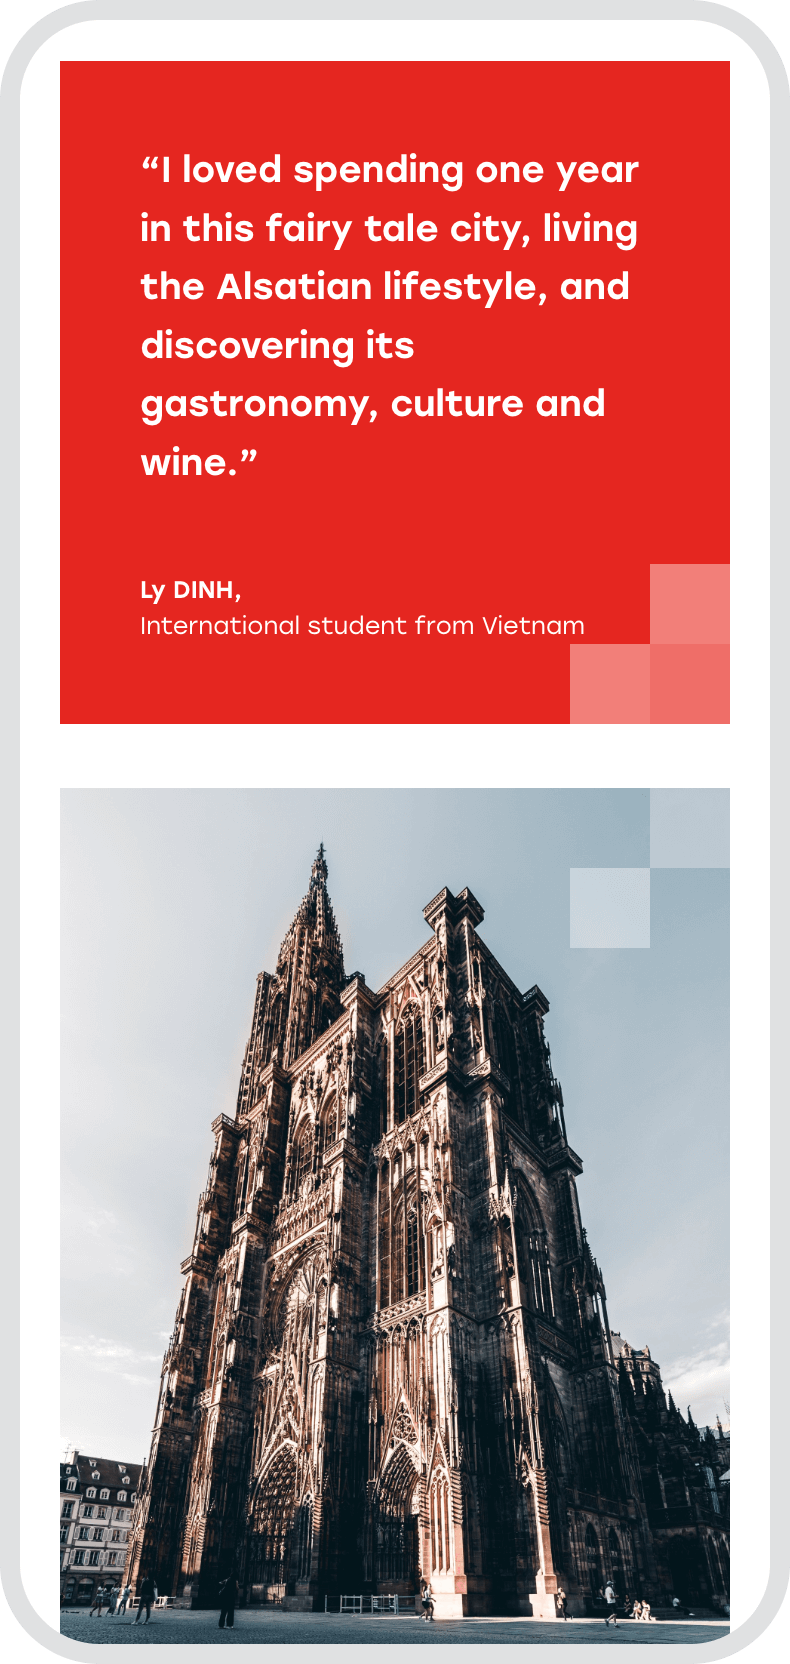 “I loved spending one year
in this fairy tale city, living
the Alsatian lifestyle, and
discovering its
gastronomy, culture and
wine.”
Ly DINH,
International student from Vietnam